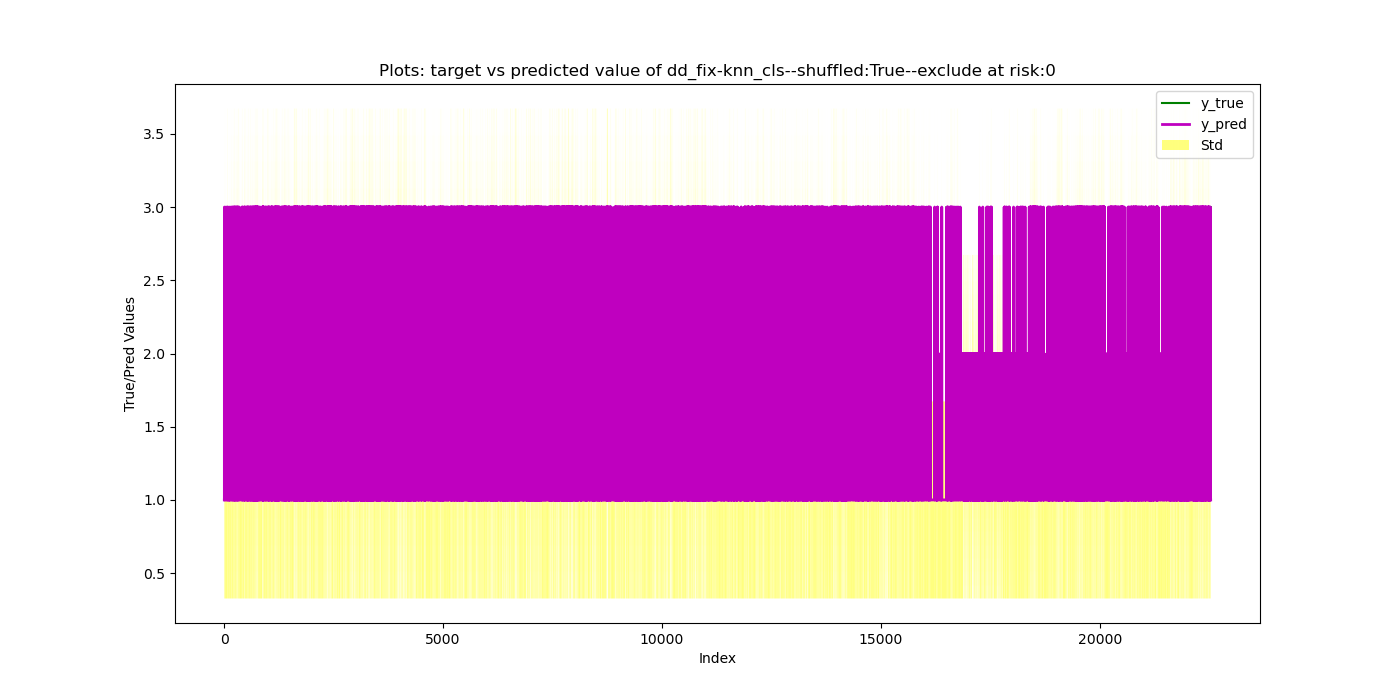 Plots: target vs predicted value of dd_fix-knn_cls--shuffled:True--exclude at risk:0
y_true
y_pred
Std
3.5
3.0
2.5
2.0
1.5
1.0
0.5
True/Pred Values
0
5000
10000
15000
20000
Index